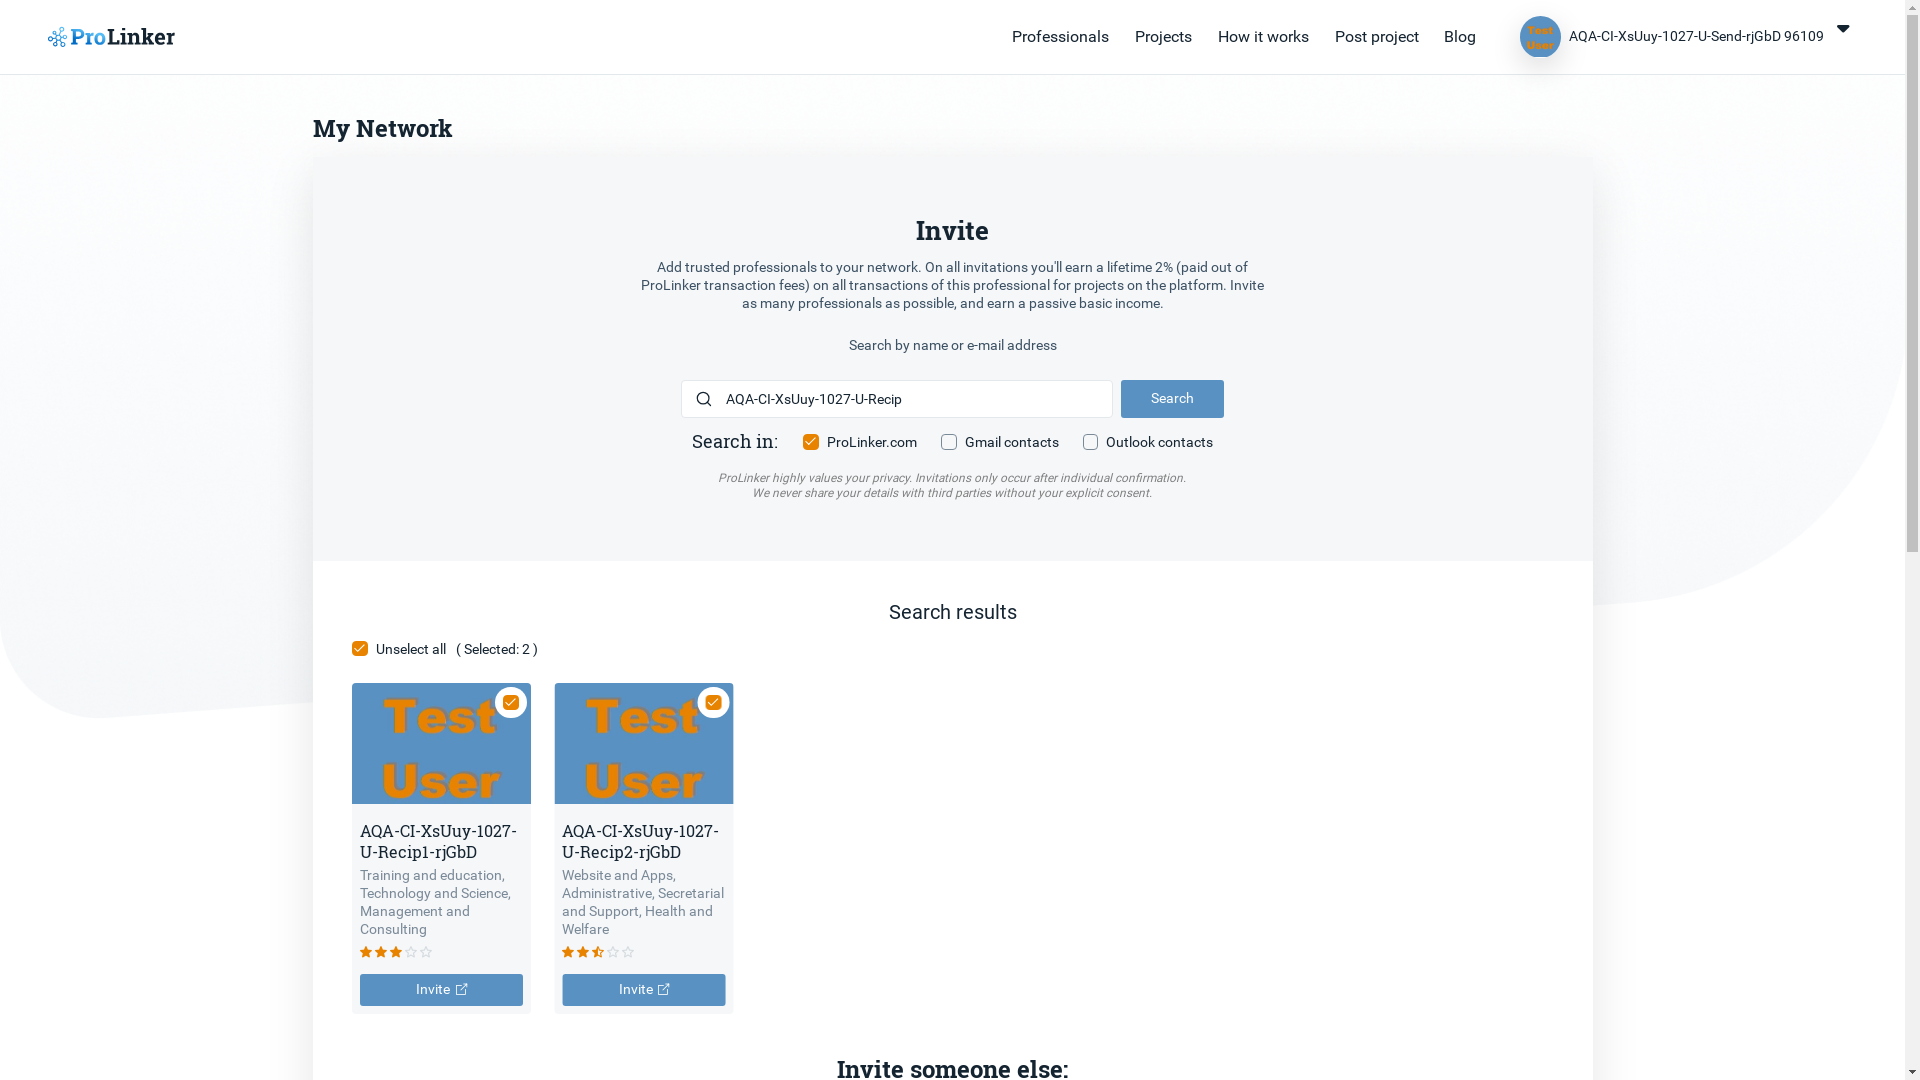 ProLinker
Professionals
Projects
How it works
Post project
Blog
Test
User
AQA-CI-XsUuy-1027-U-Send-rjGbD 96109
My Network
Invite
Add trusted professionals to your network. On all invitations you'll earn a lifetime 2% (paid out of
ProLinker transaction fees) on all transactions of this professional for projects on the platform. Invite
as many professionals as possible, and earn a passive basic income.
Search by name or e-mail address
AQA-CI-XsUuy-1027-U-Recip
Search
Search in:
ProLinker.com
Gmail contacts
Outlook contacts
ProLinker highly values your privacy. Invitations only occur after individual confirmation.
We never share your details with third parties without your explicit consent.
Search results
Unselect all ( Selected: 2 )
Test
User
AQA-CI-XsUuy-1027-
U-Recip1-rjGbD
Training and education,
Technology and Science,
Management and
Consulting
Invite
Test
User
AQA-CI-XsUuy-1027-
U-Recip2-rjGbD
Website and Apps,
Administrative, Secretarial
and Support, Health and
Welfare
Invite
Invite someone else: